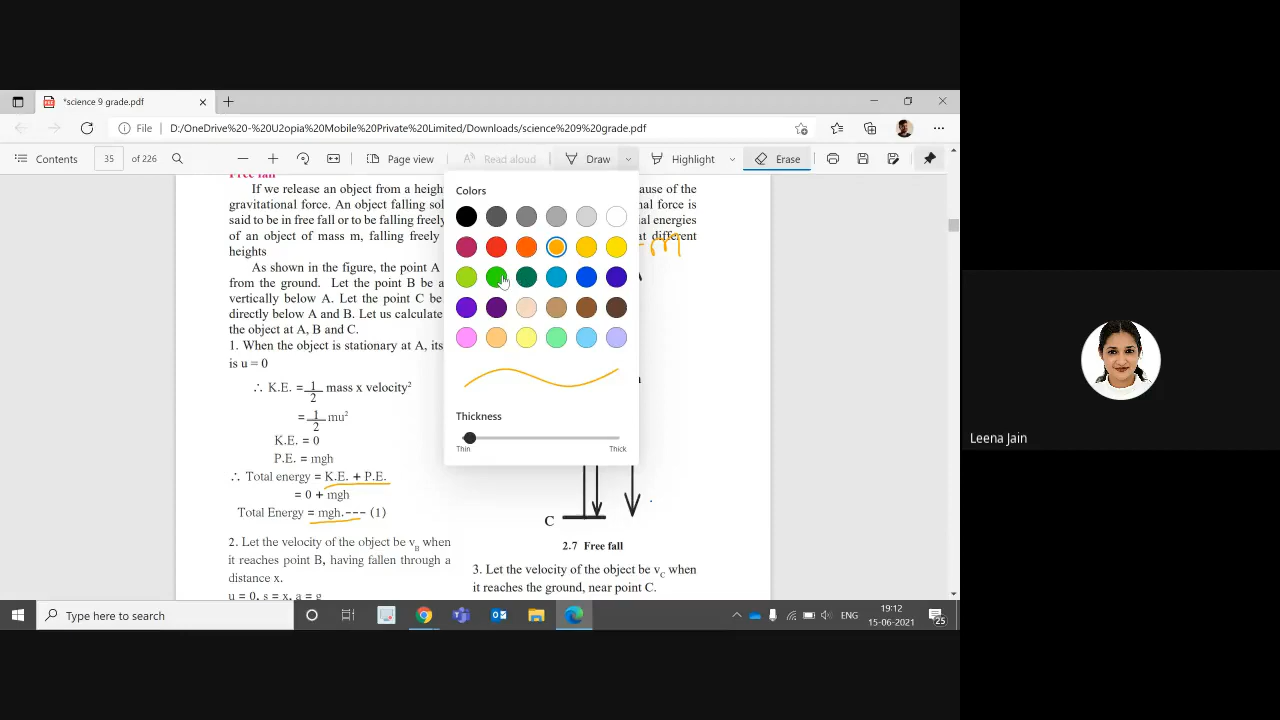 *science 9 grade.pdf
File D:/OneDrive%20-%20U2opia%20Mobile%20Private%20Limited/Downloads/science%209%20grade.pdf
Contents 35 of 226 Page view Read aloud Draw Highlight Erase
Free fall
If we release an object from a height
gravitational force. An object falling
said to be in free fall or to be falling freely
of an object of mass m, falling freely
heights
As shown in the figure, the point A
from the ground. Let the point B be a
vertically below A. Let the point C be
directly below A and B. Let us calculate
the object at A, B and C.
1. When the object is stationary at A, its
is u = 0
∴ K.E. = 1/2 mass x velocity²
= 1/2 mu²
K.E. = 0
P.E. = mgh
∴ Total energy = K.E. + P.E.
= 0 + mgh
Total Energy = mgh.--- (1)
2. Let the velocity of the object be vB when
it reaches point B, having fallen through a
distance x.
u = 0, s = x, a = g
Colors
Thickness
Thin Thick
ause of the
al force is
ial energies
at different
m
C
2.7 Free fall
3. Let the velocity of the object be vC when
it reaches the ground, near point C.
Type here to search
ENG
19:12
15-06-2021
25
Leena Jain